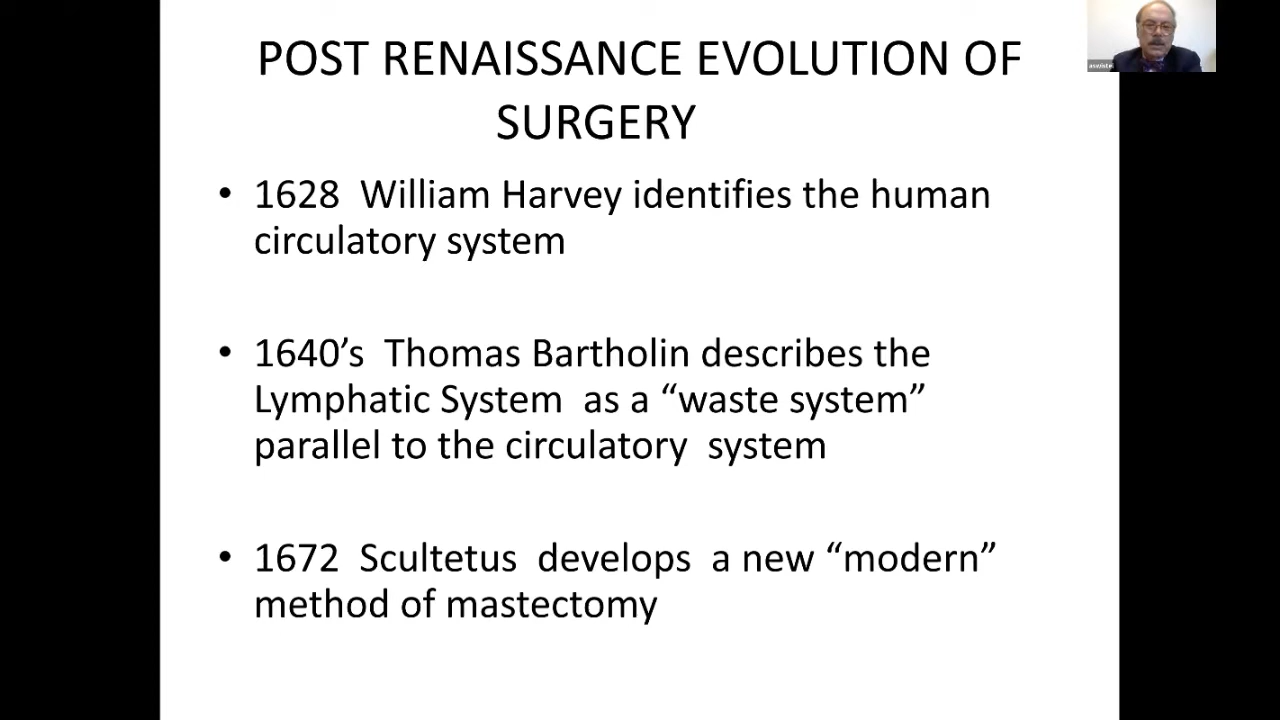 POST RENAISSANCE EVOLUTION OF
SURGERY
• 1628 William Harvey identifies the human
circulatory system
• 1640’s Thomas Bartholin describes the
Lymphatic System as a “waste system”
parallel to the circulatory system
• 1672 Scultetus develops a new “modern”
method of mastectomy